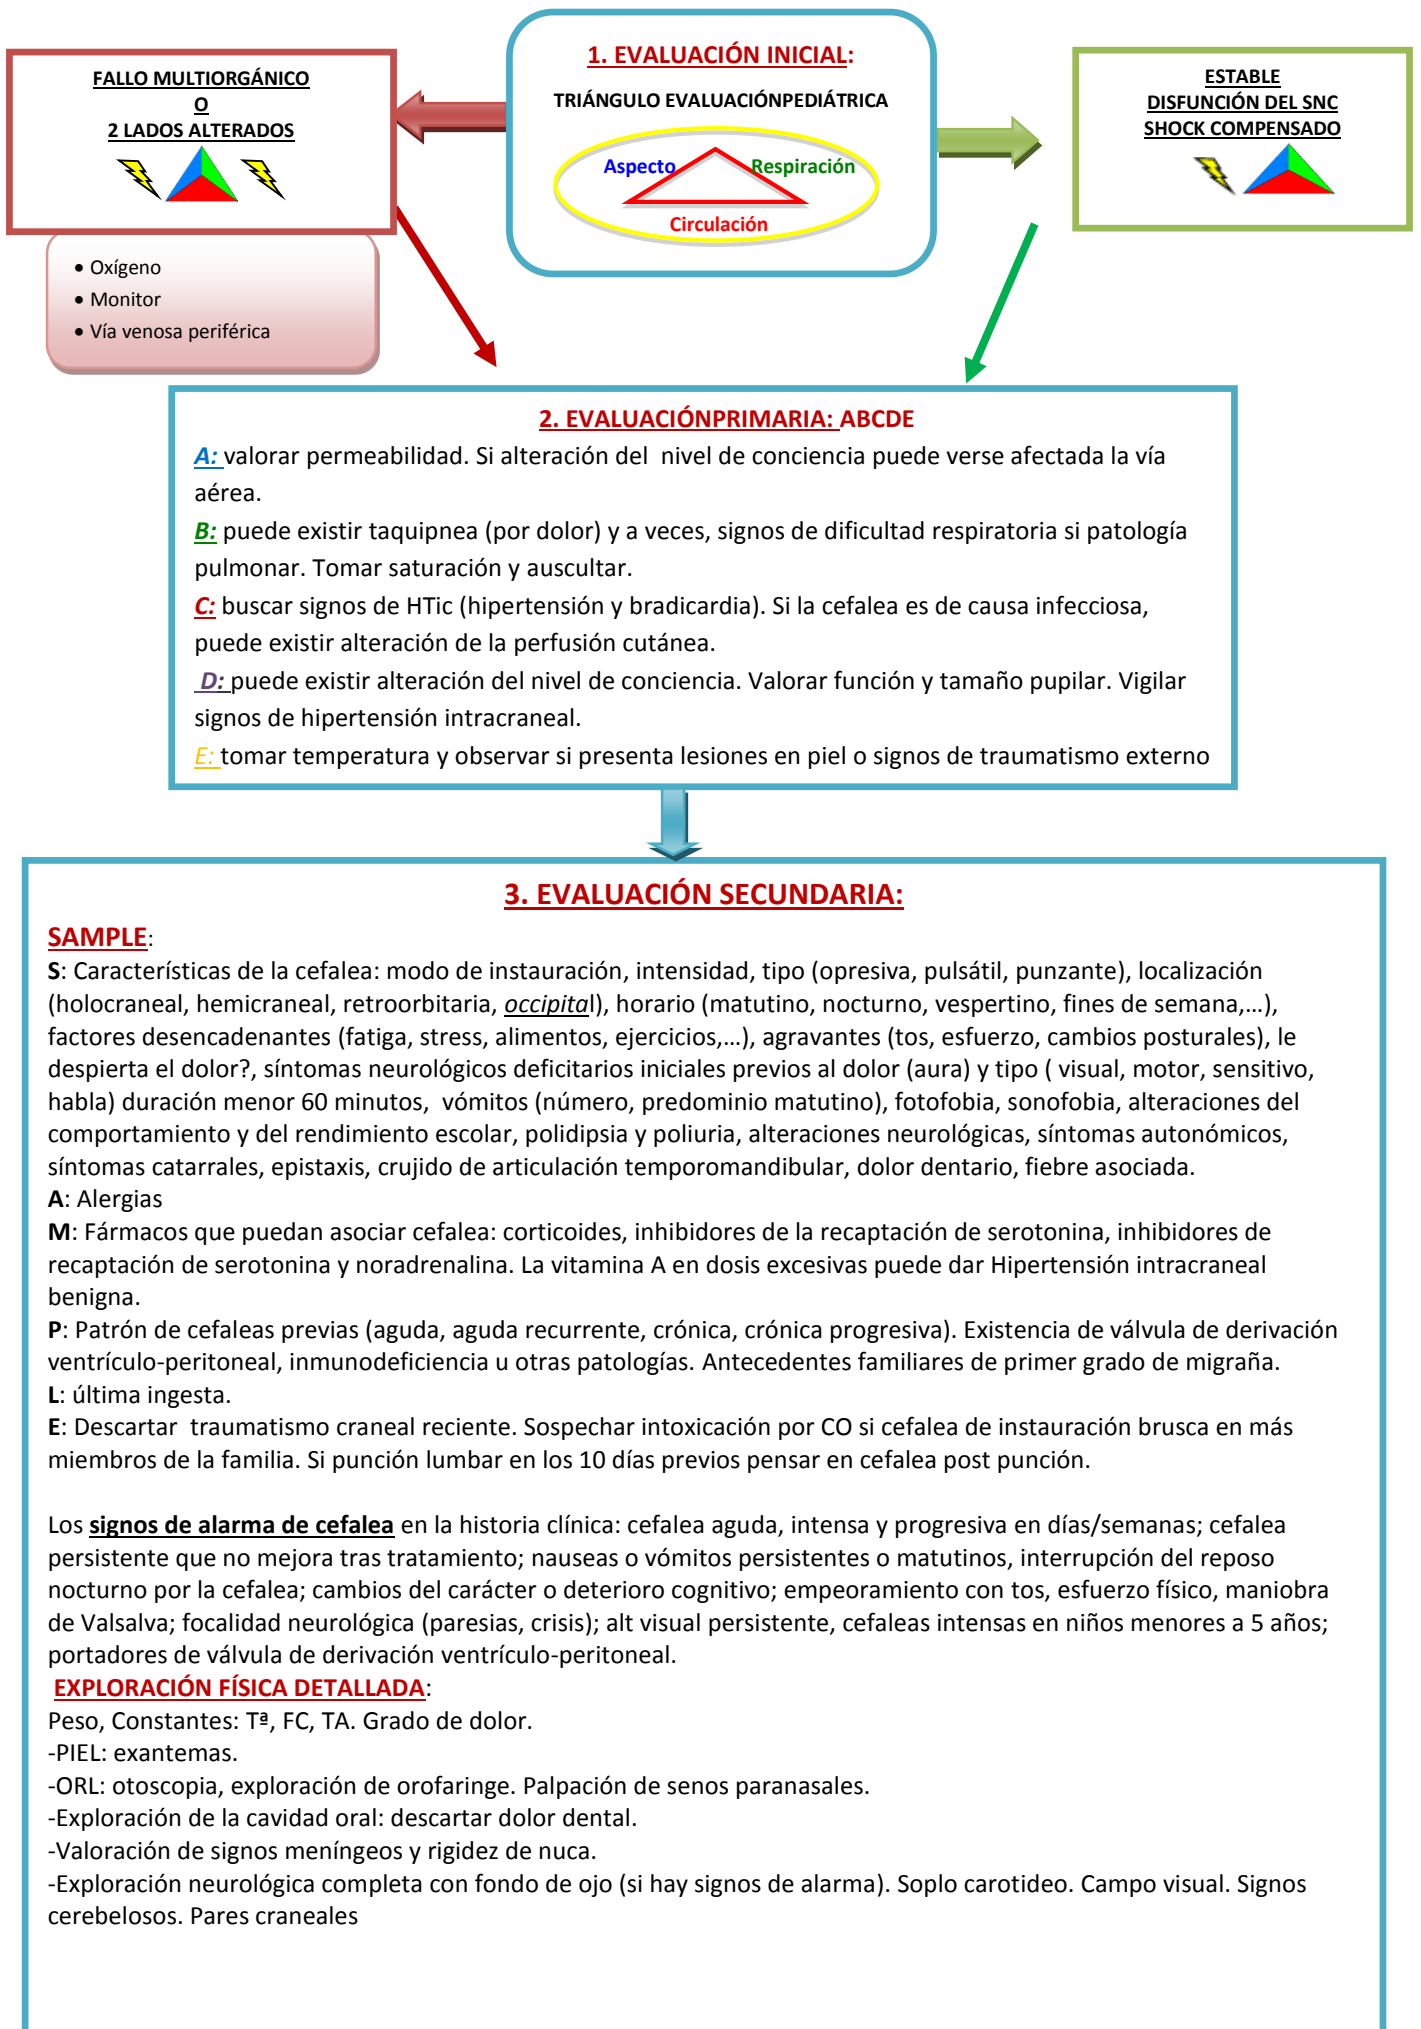 1. EVALUACIÓN INICIAL:
TRIÁNGULO EVALUACIÓNPEDIÁTRICA
Aspecto
Respiración
Circulación
FALLO MULTIORGÁNICO
O
2 LADOS ALTERADOS
• Oxígeno
• Monitor
• Vía venosa periférica
ESTABLE
DISFUNCIÓN DEL SNC
SHOCK COMPENSADO
2. EVALUACIÓNPRIMARIA: ABCDE
A: valorar permeabilidad. Si alteración del nivel de conciencia puede verse afectada la vía
aérea.
B: puede existir taquipnea (por dolor) y a veces, signos de dificultad respiratoria si patología
pulmonar. Tomar saturación y auscultar.
C: buscar signos de HTic (hipertensión y bradicardia). Si la cefalea es de causa infecciosa,
puede existir alteración de la perfusión cutánea.
D: puede existir alteración del nivel de conciencia. Valorar función y tamaño pupilar. Vigilar
signos de hipertensión intracraneal.
E: tomar temperatura y observar si presenta lesiones en piel o signos de traumatismo externo
3. EVALUACIÓN SECUNDARIA:
SAMPLE:
S: Características de la cefalea: modo de instauración, intensidad, tipo (opresiva, pulsátil, punzante), localización
(holocraneal, hemicraneal, retroorbitaria, occipital), horario (matutino, nocturno, vespertino, fines de semana,…),
factores desencadenantes (fatiga, stress, alimentos, ejercicios,…), agravantes (tos, esfuerzo, cambios posturales), le
despierta el dolor?, síntomas neurológicos deficitarios iniciales previos al dolor (aura) y tipo ( visual, motor, sensitivo,
habla) duración menor 60 minutos, vómitos (número, predominio matutino), fotofobia, sonofobia, alteraciones del
comportamiento y del rendimiento escolar, polidipsia y poliuria, alteraciones neurológicas, síntomas autonómicos,
síntomas catarrales, epistaxis, crujido de articulación temporomandibular, dolor dentario, fiebre asociada.
A: Alergias
M: Fármacos que puedan asociar cefalea: corticoides, inhibidores de la recaptación de serotonina, inhibidores de
recaptación de serotonina y noradrenalina. La vitamina A en dosis excesivas puede dar Hipertensión intracraneal
benigna.
P: Patrón de cefaleas previas (aguda, aguda recurrente, crónica, crónica progresiva). Existencia de válvula de derivación
ventrículo-peritoneal, inmunodeficiencia u otras patologías. Antecedentes familiares de primer grado de migraña.
L: última ingesta.
E: Descartar traumatismo craneal reciente. Sospechar intoxicación por CO si cefalea de instauración brusca en más
miembros de la familia. Si punción lumbar en los 10 días previos pensar en cefalea post punción.
Los signos de alarma de cefalea en la historia clínica: cefalea aguda, intensa y progresiva en días/semanas; cefalea
persistente que no mejora tras tratamiento; nauseas o vómitos persistentes o matutinos, interrupción del reposo
nocturno por la cefalea; cambios del carácter o deterioro cognitivo; empeoramiento con tos, esfuerzo físico, maniobra
de Valsalva; focalidad neurológica (paresias, crisis); alt visual persistente, cefaleas intensas en niños menores a 5 años;
portadores de válvula de derivación ventrículo-peritoneal.
EXPLORACIÓN FÍSICA DETALLADA:
Peso, Constantes: Tª, FC, TA. Grado de dolor.
-PIEL: exantemas.
-ORL: otoscopia, exploración de orofaringe. Palpación de senos paranasales.
-Exploración de la cavidad oral: descartar dolor dental.
-Valoración de signos meníngeos y rigidez de nuca.
-Exploración neurológica completa con fondo de ojo (si hay signos de alarma). Soplo carotideo. Campo visual. Signos
cerebelosos. Pares craneales